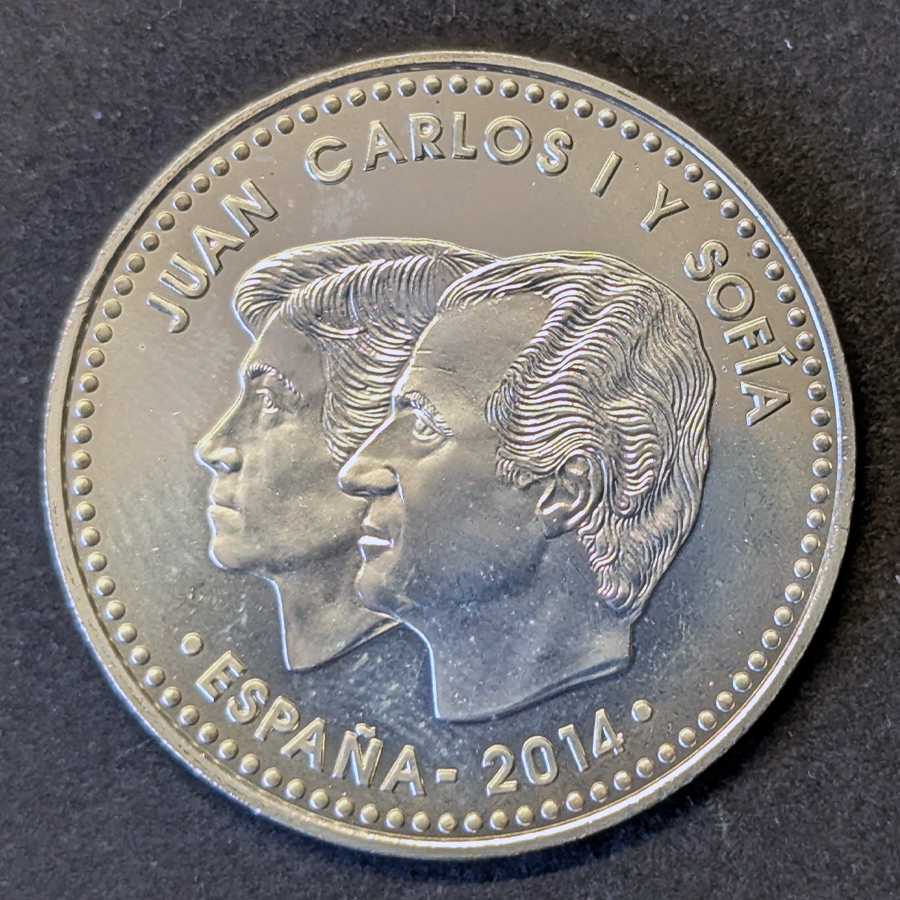 JUAN CARLOS I Y SOFÍA
· ESPAÑA - 2014 ·